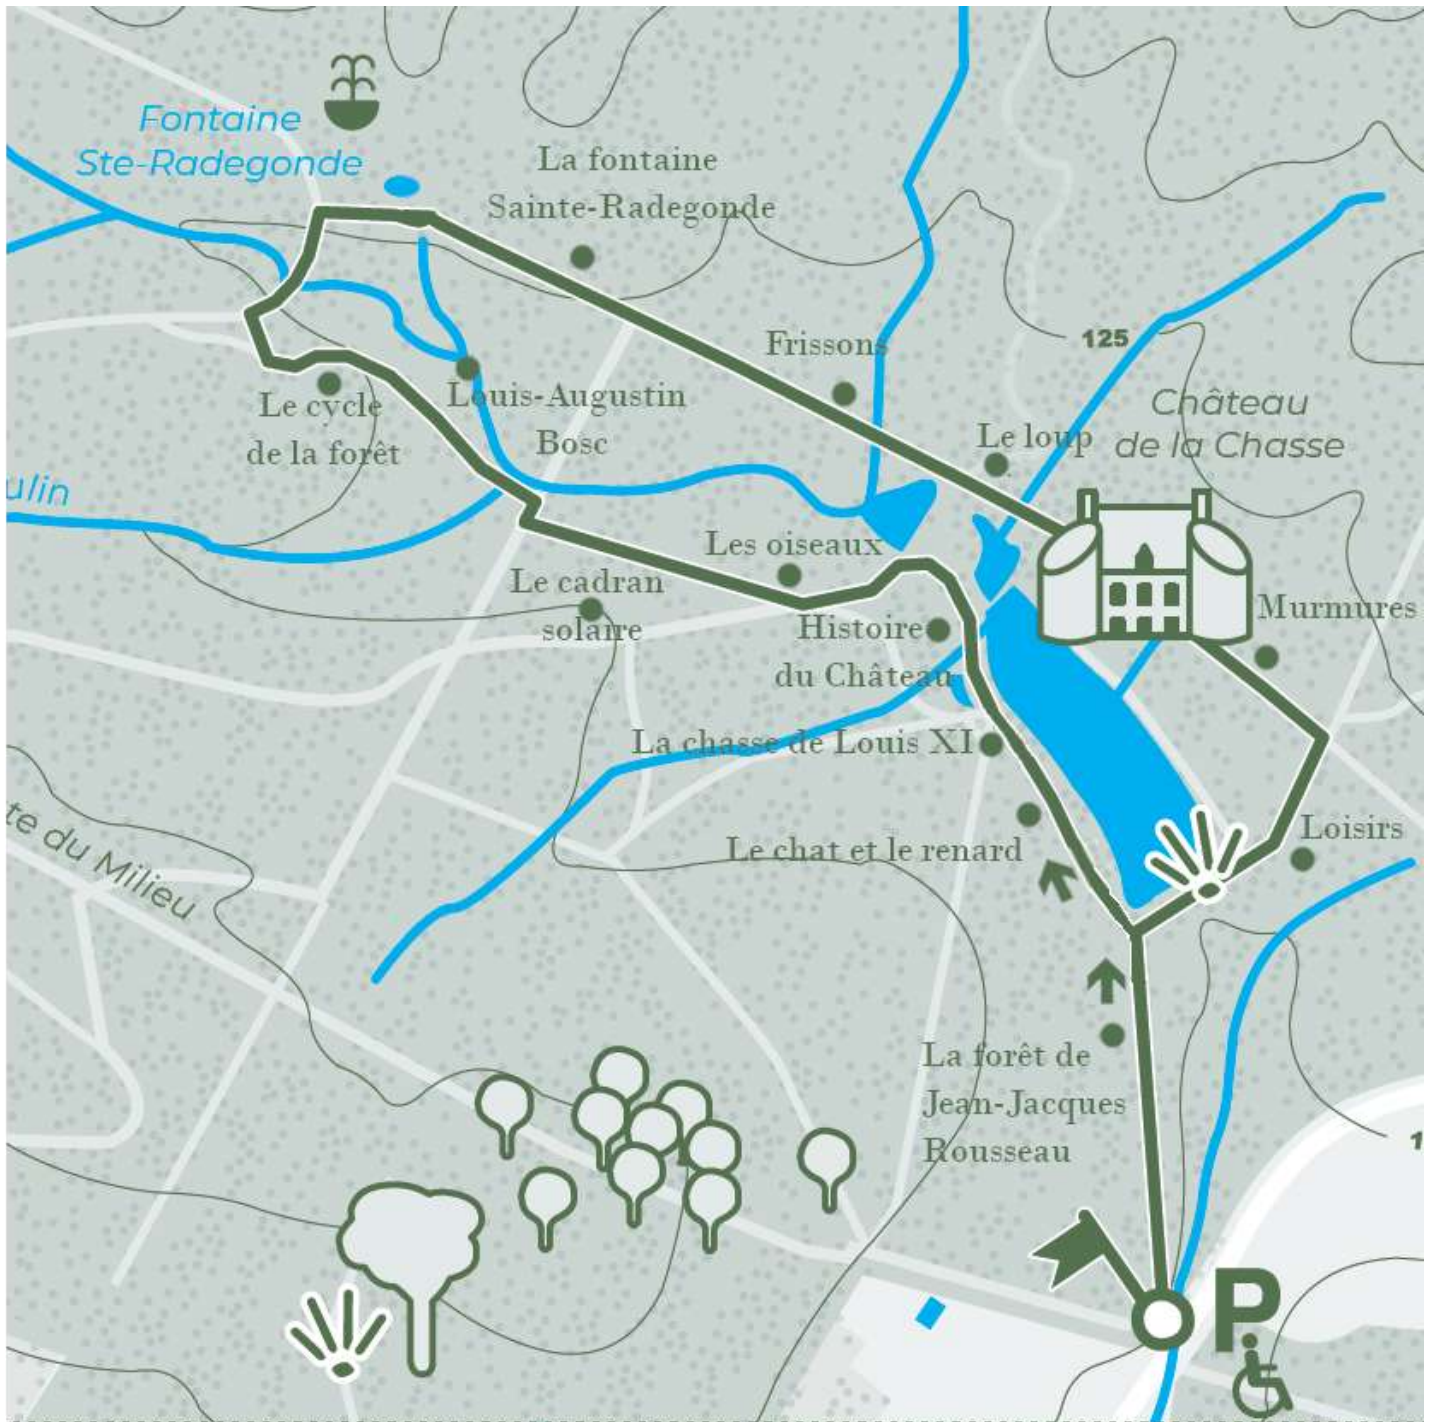 Fontaine
Ste-Radegonde
La fontaine
Sainte-Radegonde
Frissons
125
Château
de la Chasse
Le loup
Louis-Augustin
Bosc
Le cycle
de la forêt
ulin
Les oiseaux
Le cadran
solaire
Murmures
Histoire
du Château
La chasse de Louis XI
Loisirs
Le chat et le renard
te du Milieu
La forêt de
Jean-Jacques
Rousseau
1
P